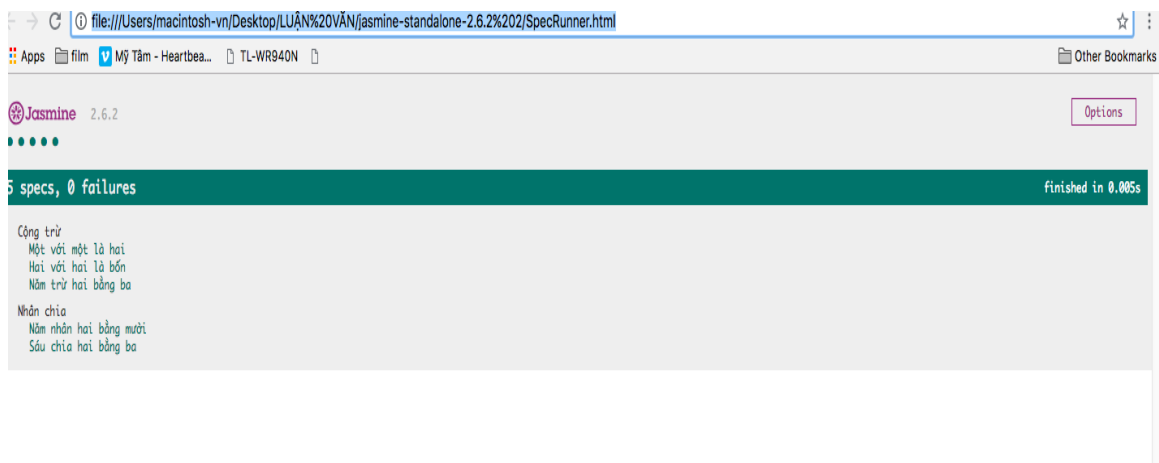 file:///Users/macintosh-vn/Desktop/LUẬN%20VĂN/jasmine-standalone-2.6.2%202/SpecRunner.html
Apps film Mỹ Tâm - Heartbea... TL-WR940N Other Bookmarks
Jasmine 2.6.2 Options
5 specs, 0 failures finished in 0.005s
Cộng trừ
Một với một là hai
Hai với hai là bốn
Năm trừ hai bằng ba
Nhân chia
Năm nhân hai bằng mười
Sáu chia hai bằng ba